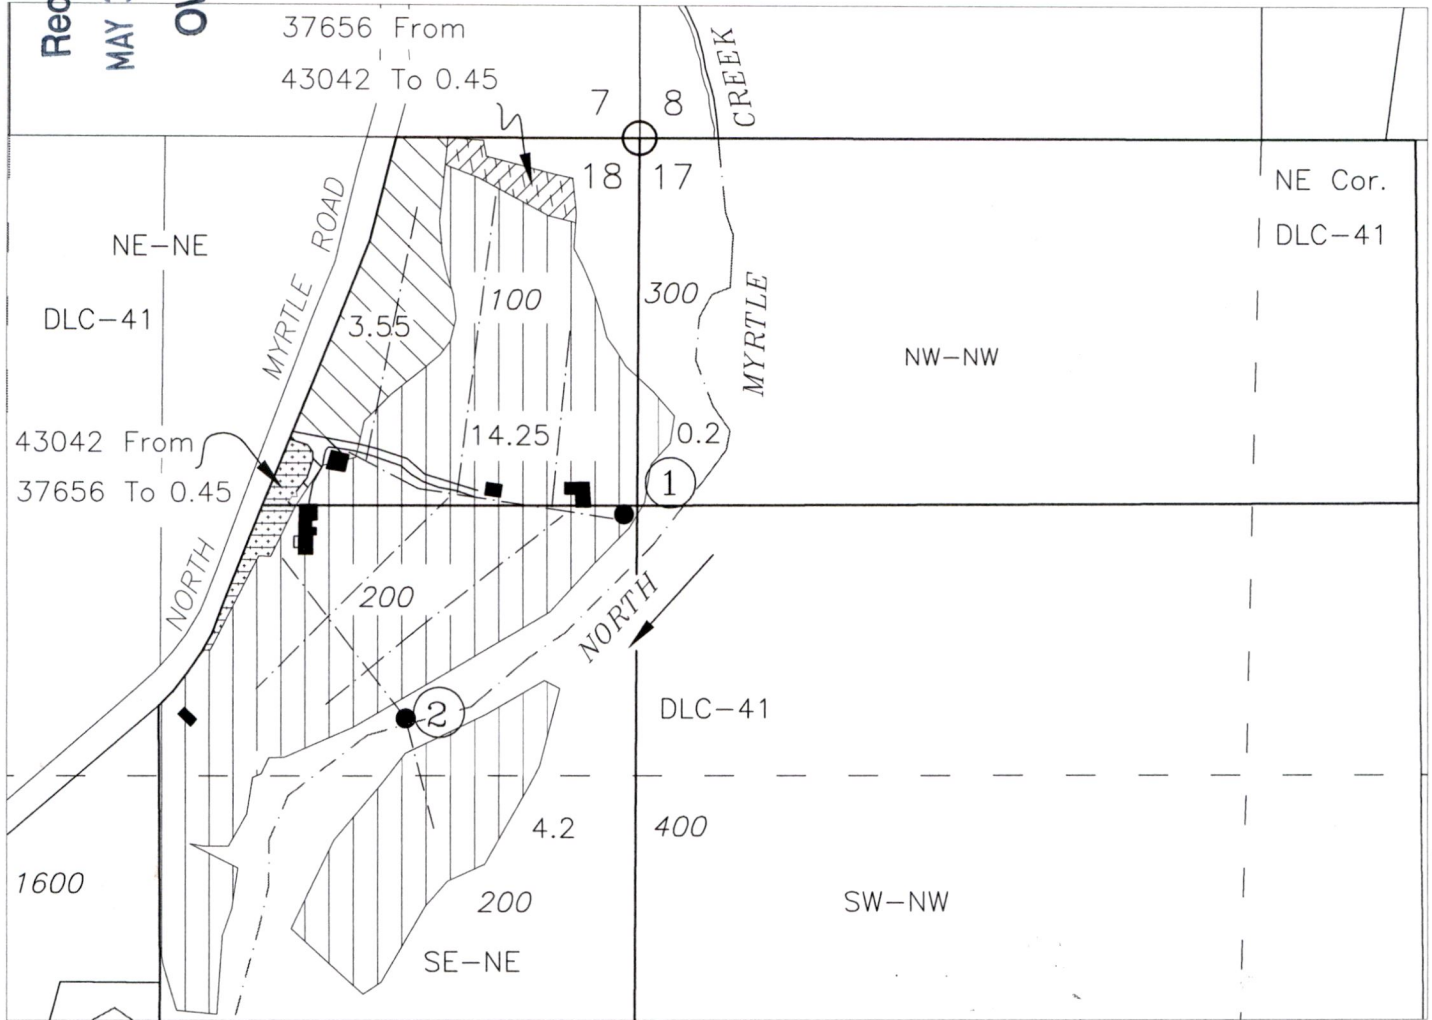 Rec
MAY
37656 From
43042 To 0.45
7
8
CREEK
18
17
NE Cor.
DLC-41
NE-NE
DLC-41
MYRTLE ROAD
100
300
3.55
MYRTLE
NW-NW
43042 From
37656 To 0.45
14.25
0.2
1
NORTH
200
NORTH
2
DLC-41
4.2
400
1600
200
SW-NW
SE-NE